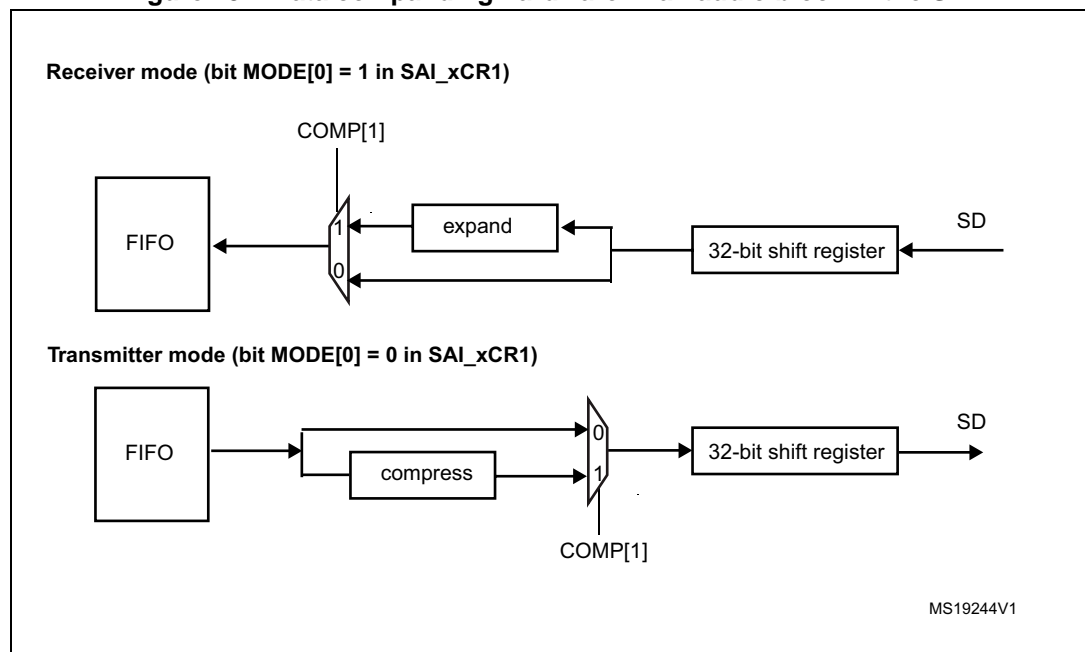 Receiver mode (bit MODE[0] = 1 in SAI_xCR1)
COMP[1]
FIFO
1
0
expand
32-bit shift register
SD
Transmitter mode (bit MODE[0] = 0 in SAI_xCR1)
FIFO
compress
0
1
COMP[1]
32-bit shift register
SD
MS19244V1